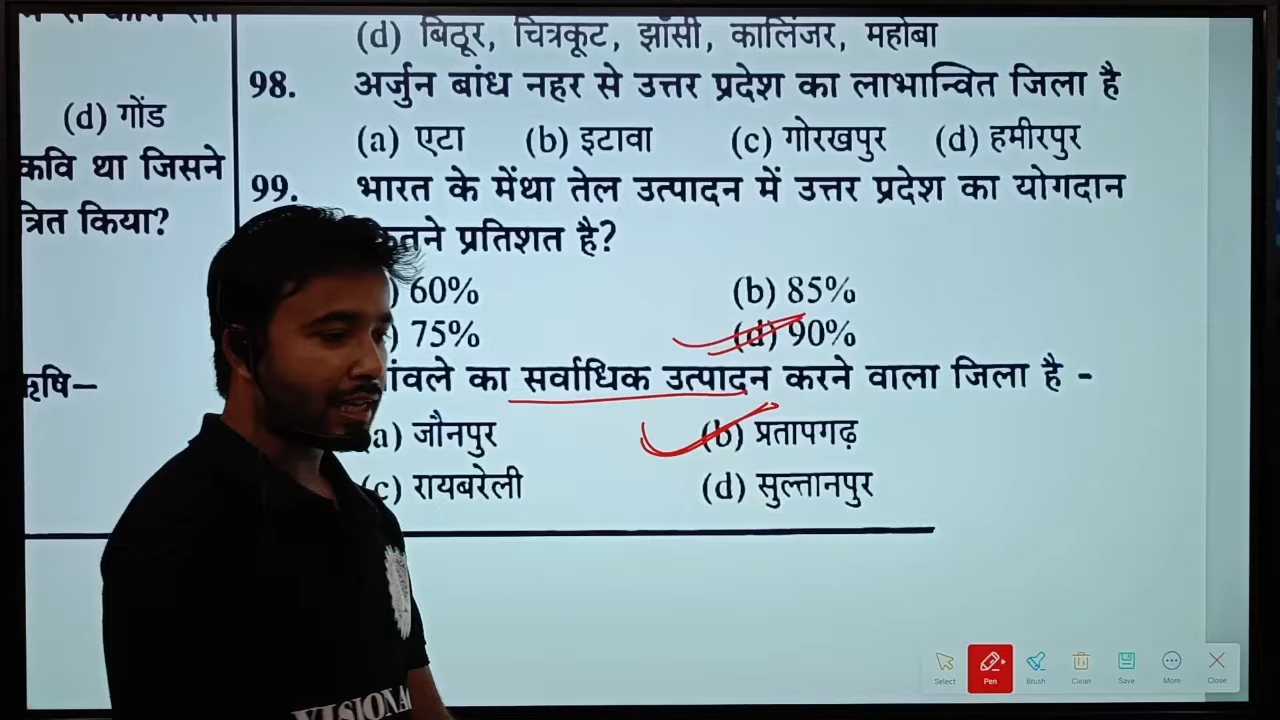 (d) गोंड
कवि था जिसने
त्रित किया?
ऋषि–
(d) बिठूर, चित्रकूट, झाँसी, कालिंजर, महोबा
98. अर्जुन बांध नहर से उत्तर प्रदेश का लाभान्वित जिला है
(a) एटा (b) इटावा (c) गोरखपुर (d) हमीरपुर
99. भारत के मेंथा तेल उत्पादन में उत्तर प्रदेश का योगदान
प्रतिशत है?
60% (b) 85%
75% (d) 90%
का सर्वाधिक उत्पादन करने वाला जिला है -
(a) जौनपुर (b) प्रतापगढ़
(c) रायबरेली (d) सुल्तानपुर
Select Pen Brush Clean Save More Close